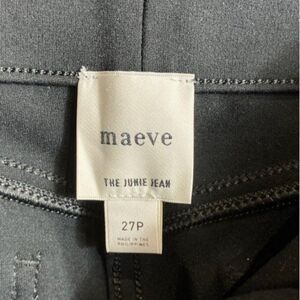 maeve
THE JUNIE JEAN
27P
MADE IN THE
PHILIPPINES